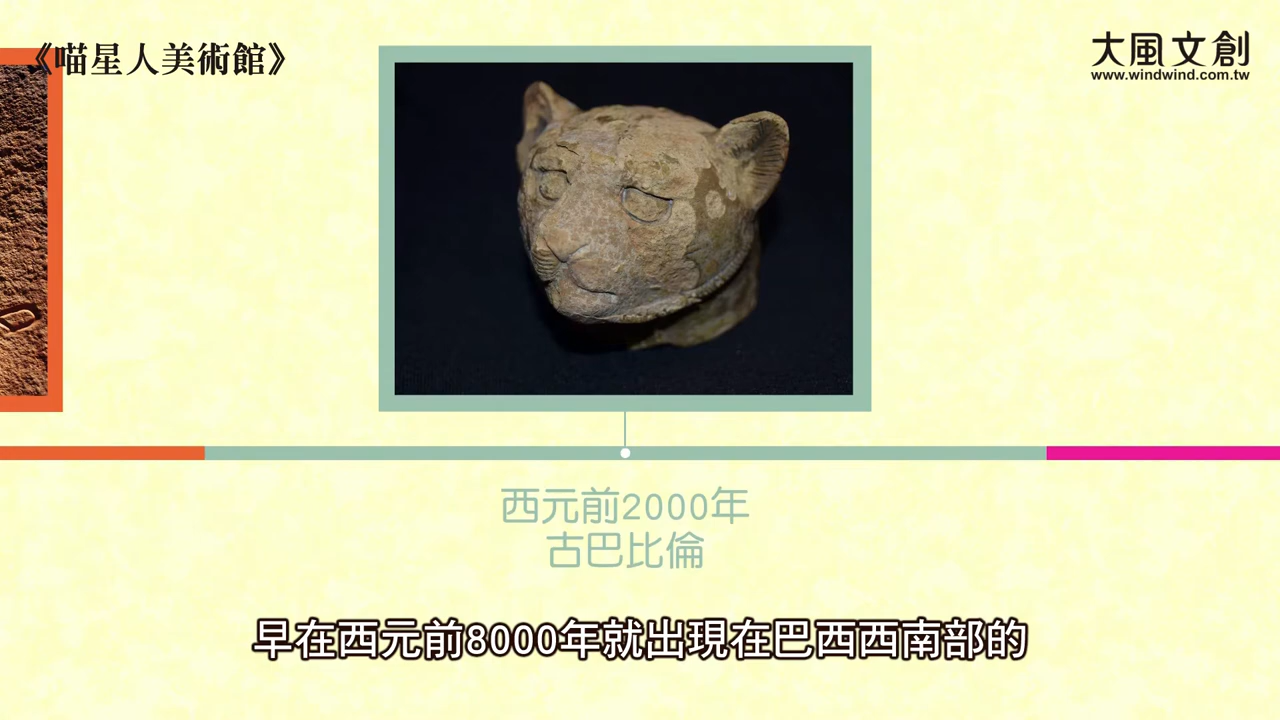 《喵星人美術館》
大風文創
www.windwind.com.tw
西元前2000年
古巴比倫
早在西元前8000年就出現在巴西西南部的